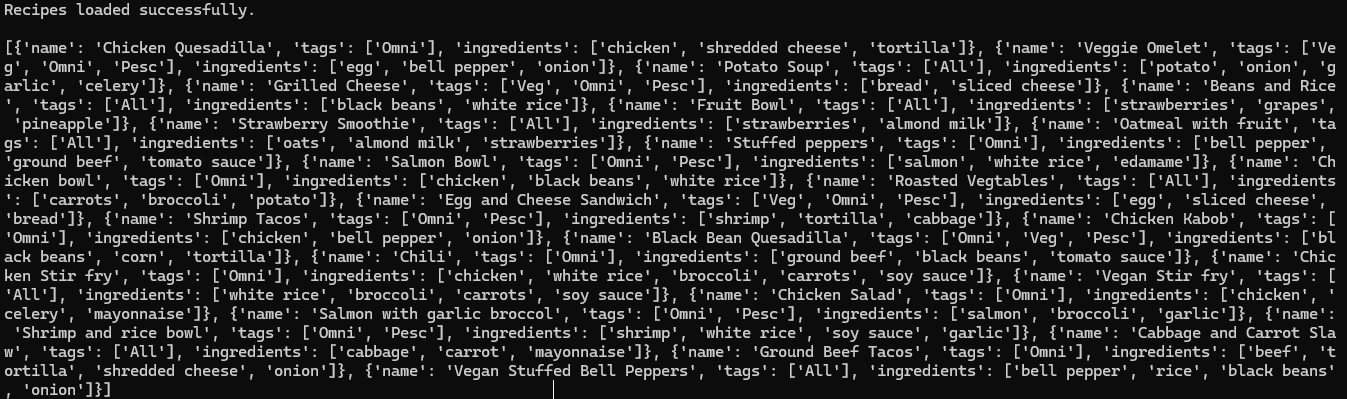 Recipes loaded successfully.
[{'name': 'Chicken Quesadilla', 'tags': ['Omni'], 'ingredients': ['chicken', 'shredded cheese', 'tortilla']}, {'name': 'Veggie Omelet', 'tags': ['Ve
g', 'Omni', 'Pesc'], 'ingredients': ['egg', 'bell pepper', 'onion']}, {'name': 'Potato Soup', 'tags': ['All'], 'ingredients': ['potato', 'onion', 'g
arlic', 'celery']}, {'name': 'Grilled Cheese', 'tags': ['Veg', 'Omni', 'Pesc'], 'ingredients': ['bread', 'sliced cheese']}, {'name': 'Beans and Rice
', 'tags': ['All'], 'ingredients': ['black beans', 'white rice']}, {'name': 'Fruit Bowl', 'tags': ['All'], 'ingredients': ['strawberries', 'grapes',
 'pineapple']}, {'name': 'Strawberry Smoothie', 'tags': ['All'], 'ingredients': ['strawberries', 'almond milk']}, {'name': 'Oatmeal with fruit', 'ta
gs': ['All'], 'ingredients': ['oats', 'almond milk', 'strawberries']}, {'name': 'Stuffed peppers', 'tags': ['Omni'], 'ingredients': ['bell pepper',
'ground beef', 'tomato sauce']}, {'name': 'Salmon Bowl', 'tags': ['Omni', 'Pesc'], 'ingredients': ['salmon', 'white rice', 'edamame']}, {'name': 'Ch
icken bowl', 'tags': ['Omni'], 'ingredients': ['chicken', 'black beans', 'white rice']}, {'name': 'Roasted Vegtables', 'tags': ['All'], 'ingredients
': ['carrots', 'broccoli', 'potato']}, {'name': 'Egg and Cheese Sandwich', 'tags': ['Veg', 'Omni', 'Pesc'], 'ingredients': ['egg', 'sliced cheese',
'bread']}, {'name': 'Shrimp Tacos', 'tags': ['Omni', 'Pesc'], 'ingredients': ['shrimp', 'tortilla', 'cabbage']}, {'name': 'Chicken Kabob', 'tags': [
'Omni'], 'ingredients': ['chicken', 'bell pepper', 'onion']}, {'name': 'Black Bean Quesadilla', 'tags': ['Omni', 'Veg', 'Pesc'], 'ingredients': ['bl
ack beans', 'corn', 'tortilla']}, {'name': 'Chili', 'tags': ['Omni'], 'ingredients': ['ground beef', 'black beans', 'tomato sauce']}, {'name': 'Chic
ken Stir fry', 'tags': ['Omni'], 'ingredients': ['chicken', 'white rice', 'broccoli', 'carrots', 'soy sauce']}, {'name': 'Vegan Stir fry', 'tags': [
'All'], 'ingredients': ['white rice', 'broccoli', 'carrots', 'soy sauce']}, {'name': 'Chicken Salad', 'tags': ['Omni'], 'ingredients': ['chicken', '
celery', 'mayonnaise']}, {'name': 'Salmon with garlic broccol', 'tags': ['Omni', 'Pesc'], 'ingredients': ['salmon', 'broccoli', 'garlic']}, {'name':
 'Shrimp and rice bowl', 'tags': ['Omni', 'Pesc'], 'ingredients': ['shrimp', 'white rice', 'soy sauce', 'garlic']}, {'name': 'Cabbage and Carrot Sla
w', 'tags': ['All'], 'ingredients': ['cabbage', 'carrot', 'mayonnaise']}, {'name': 'Ground Beef Tacos', 'tags': ['Omni'], 'ingredients': ['beef', 't
ortilla', 'shredded cheese', 'onion']}, {'name': 'Vegan Stuffed Bell Peppers', 'tags': ['All'], 'ingredients': ['bell pepper', 'rice', 'black beans'
, 'onion']}]